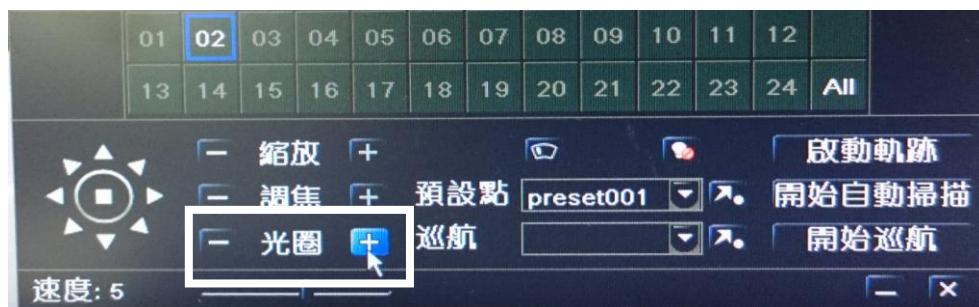 01 02 03 04 05 06 07 08 09 10 11 12
13 14 15 16 17 18 19 20 21 22 23 24 All
− 縮放 + 啟動軌跡
− 調焦 + 預設點 preset001 開始自動掃描
− 光圈 + 巡航 開始巡航
速度: 5